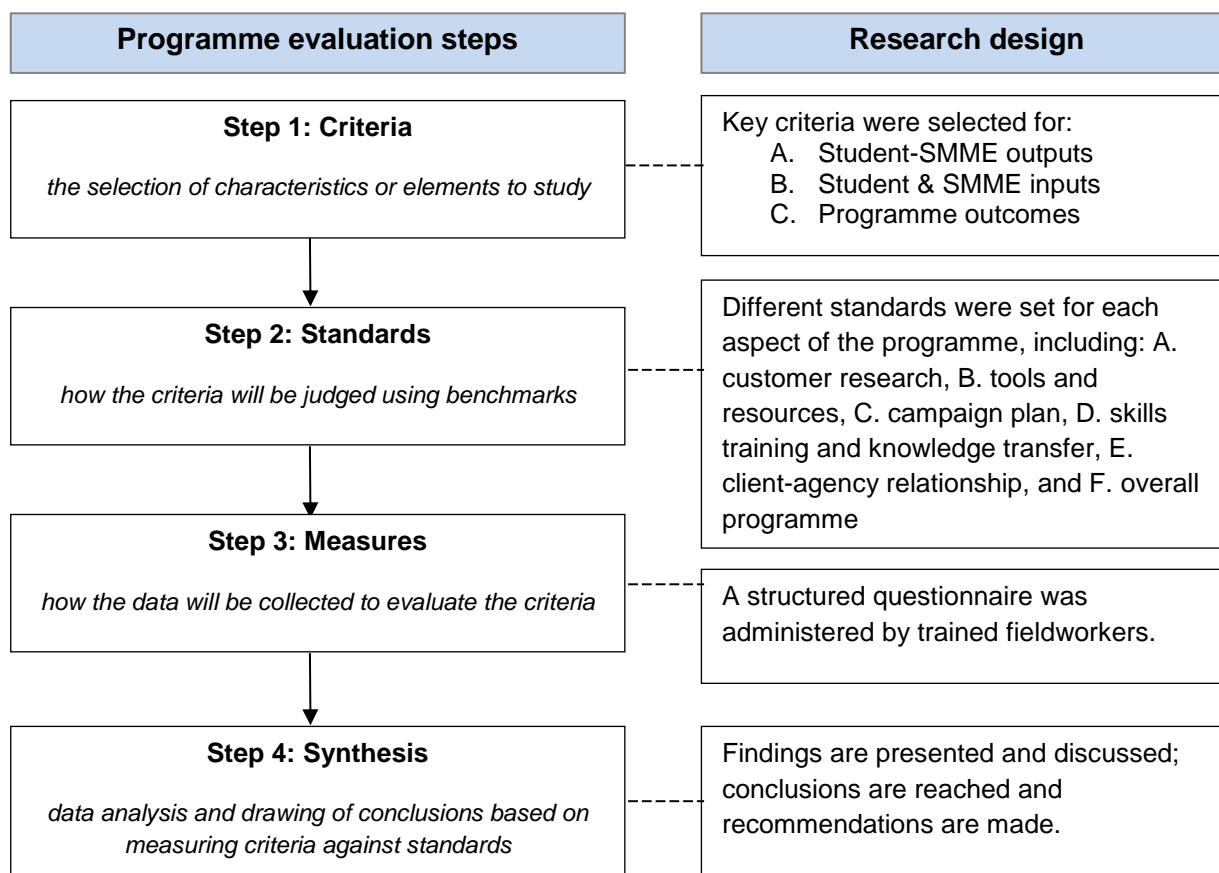 Programme evaluation steps
Research design
Step 1: Criteria
the selection of characteristics or elements to study
Key criteria were selected for:
A. Student-SMME outputs
B. Student & SMME inputs
C. Programme outcomes
Step 2: Standards
how the criteria will be judged using benchmarks
Different standards were set for each
aspect of the programme, including: A.
customer research, B. tools and
resources, C. campaign plan, D. skills
training and knowledge transfer, E.
client-agency relationship, and F. overall
programme
Step 3: Measures
how the data will be collected to evaluate the criteria
A structured questionnaire was
administered by trained fieldworkers.
Step 4: Synthesis
data analysis and drawing of conclusions based on
measuring criteria against standards
Findings are presented and discussed;
conclusions are reached and
recommendations are made.